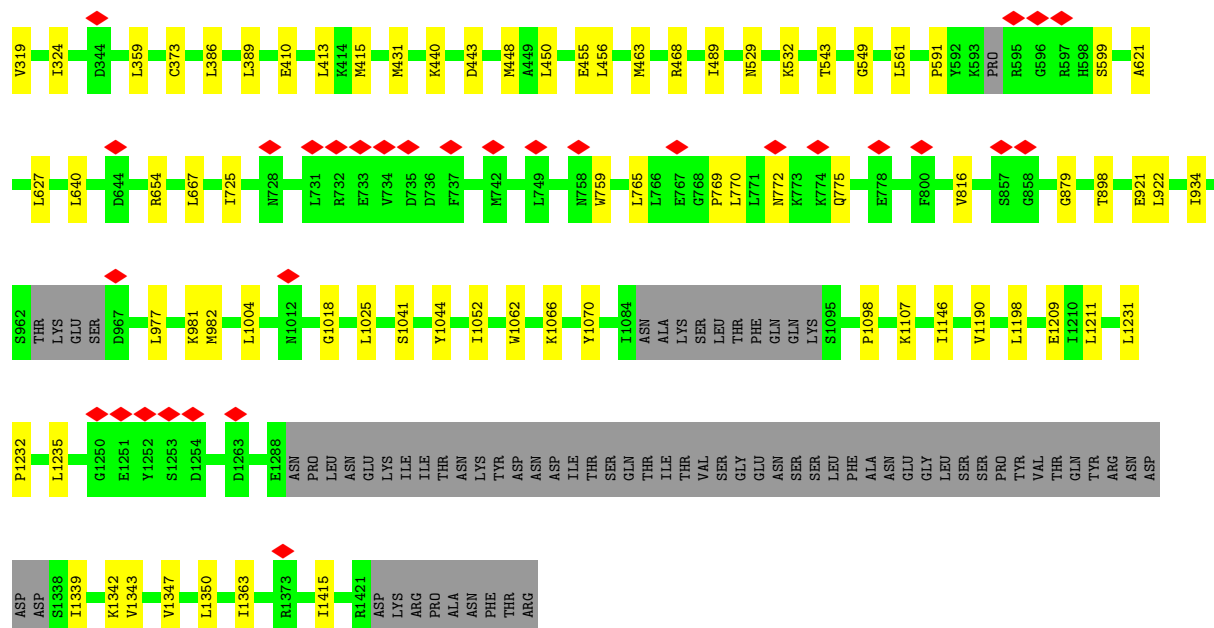 V319 I324 D344 L359 C373 L386 L389 E410 L413 K414 M415 M431 K440 D443 M448 A449 L450 E455 L456 M463 R468 I489 N529 K532 T543 G549 L561 P591 Y592 K593 PRO R595 G596 R597 H598 S599 A621
L627 L640 D644 R654 L667 I725 N728 L731 R732 E733 V734 D735 D736 F737 M742 L749 N758 W759 L765 L766 E767 G768 P769 L770 L771 N772 K773 K774 Q775 E778 F800 V816 S857 G858 G879 T898 E921 L922 I934
S962 THR LYS GLU SER D967 L977 K981 M982 L1004 N1012 G1018 L1025 S1041 Y1044 I1052 W1062 K1066 Y1070 I1084 ASN ALA LYS SER LEU THR PHE GLN GLN LYS S1095 P1098 K1107 I1146 V1190 L1198 E1209 I1210 L1211 L1231
P1232 L1235 G1250 E1251 Y1252 S1253 D1254 D1263 E1288 ASN PRO LEU ASN GLU LYS ILE ILE THR ASN LYS TYR ASP ASN ASP ILE THR SER GLN THR ILE THR VAL SER GLY GLU ASN SER SER LEU PHE ALA ASN GLU GLY LEU SER SER PRO TYR VAL THR GLN TYR ARG ASN ASP
ASP ASP S1338 I1339 K1342 V1343 V1347 L1350 I1363 R1373 I1415 R1421 ASP LYS ARG PRO ALA ASN PHE THR ARG